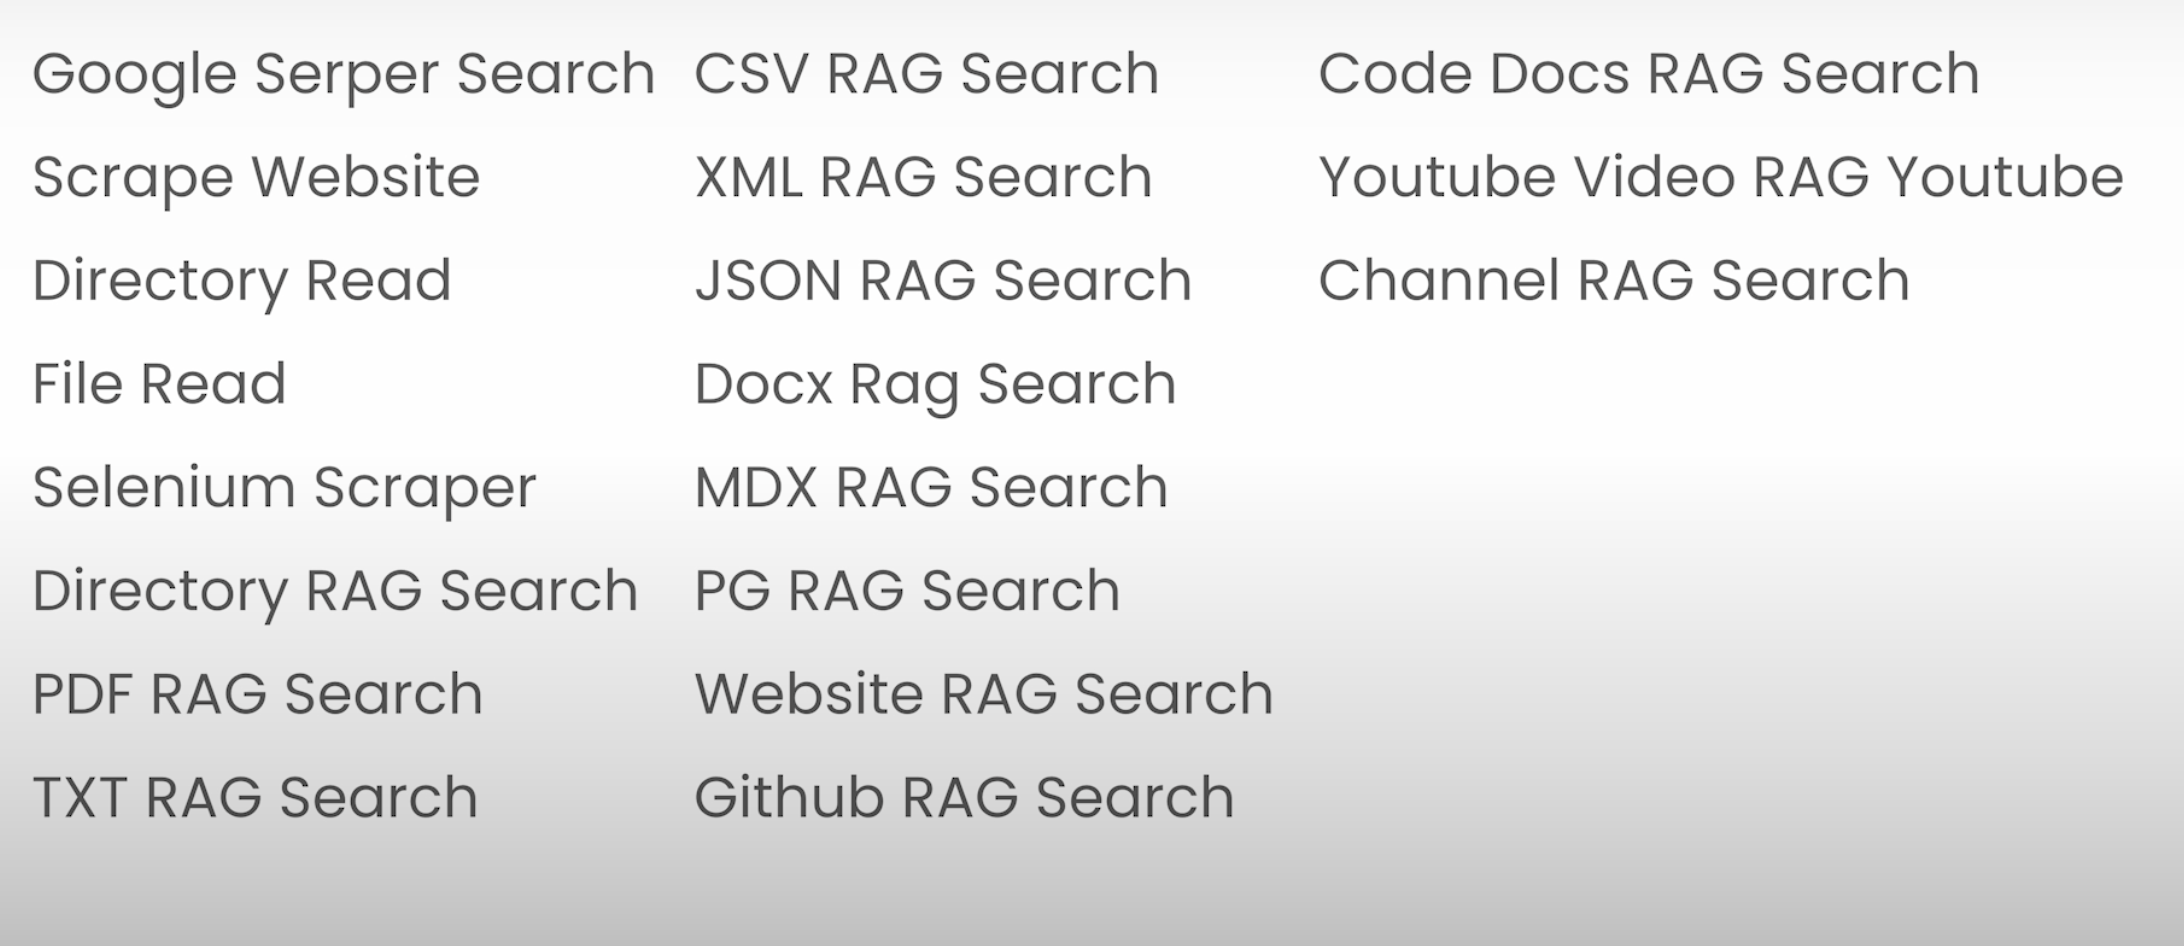 Google Serper Search
Scrape Website
Directory Read
File Read
Selenium Scraper
Directory RAG Search
PDF RAG Search
TXT RAG Search
CSV RAG Search
XML RAG Search
JSON RAG Search
Docx Rag Search
MDX RAG Search
PG RAG Search
Website RAG Search
Github RAG Search
Code Docs RAG Search
Youtube Video RAG Youtube
Channel RAG Search